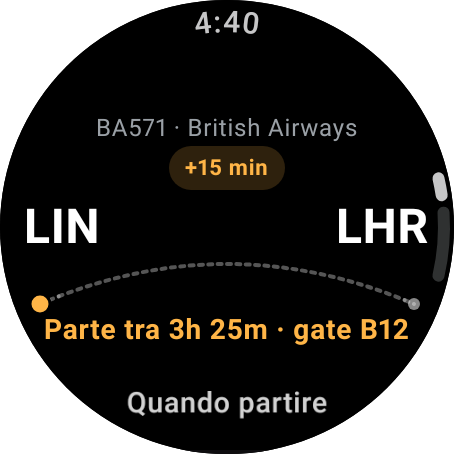 4:40
BA571 · British Airways
+15 min
LIN
LHR
Parte tra 3h 25m · gate B12
Quando partire